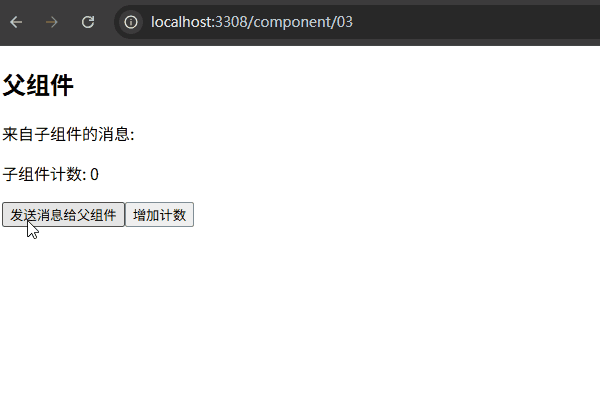 localhost:3308/component/03
父组件
来自子组件的消息:
子组件计数: 0
发送消息给父组件 增加计数